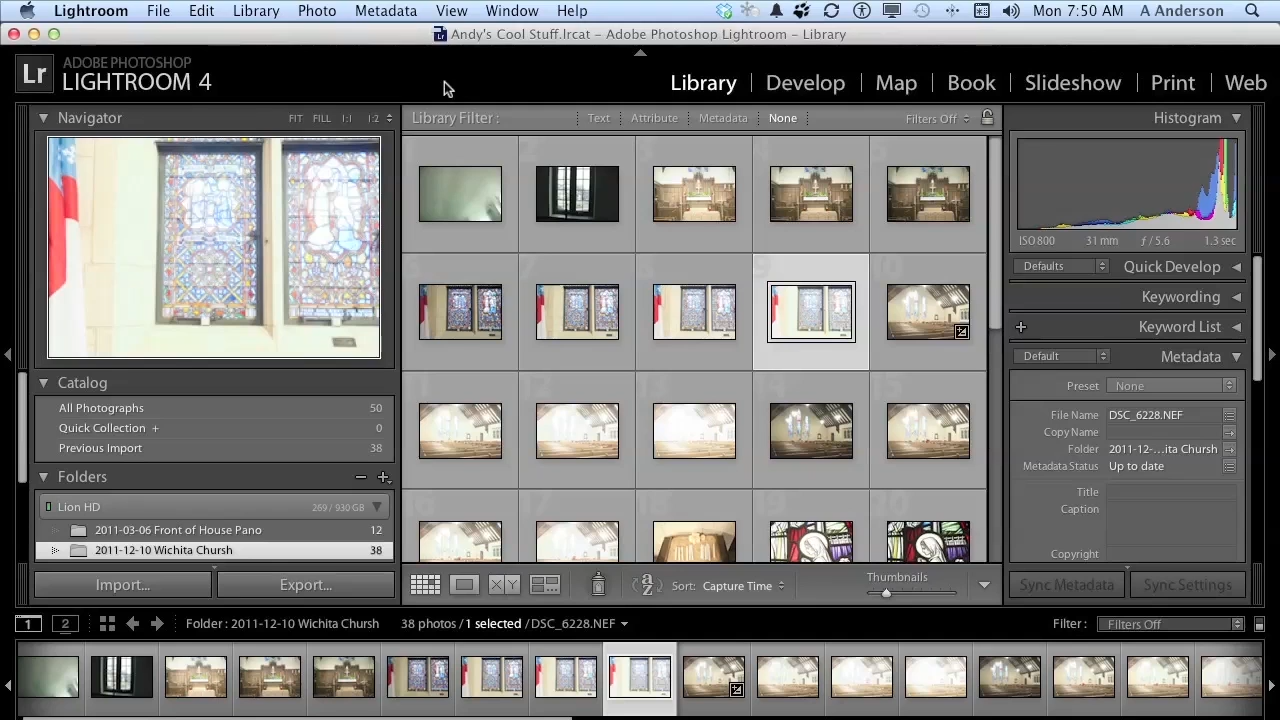 Lightroom File Edit Library Photo Metadata View Window Help Mon 7:50 AM A Anderson
Andy's Cool Stuff.lrcat – Adobe Photoshop Lightroom – Library
Lr ADOBE PHOTOSHOP
LIGHTROOM 4
Library | Develop | Map | Book | Slideshow | Print | Web
Navigator FIT FILL 1:1 1:2
Library Filter : Text Attribute Metadata None Filters Off
Histogram
ISO 800 31 mm ƒ / 5.6 1.3 sec
Defaults Quick Develop
Keywording
Keyword List
Default Metadata
Preset None
File Name DSC_6228.NEF
Copy Name
Folder 2011-12-...ita Chursh
Metadata Status Up to date
Title
Caption
Copyright
Catalog
All Photographs 50
Quick Collection + 0
Previous Import 38
Folders
Lion HD 269 / 930 GB
2011-03-06 Front of House Pano 12
2011-12-10 Wichita Chursh 38
Import... Export...
XY Sort: Capture Time Thumbnails
Sync Metadata Sync Settings
1 2 Folder : 2011-12-10 Wichita Chursh 38 photos / 1 selected / DSC_6228.NEF Filter : Filters Off